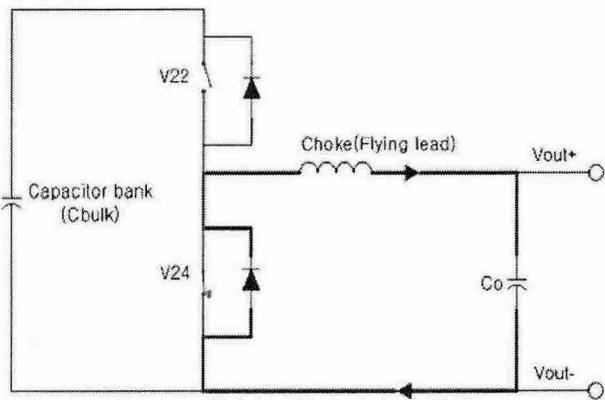 V22
Choke(Flying lead)
Vout+
Capacitor bank
(Cbulk)
V24
Co
Vout-